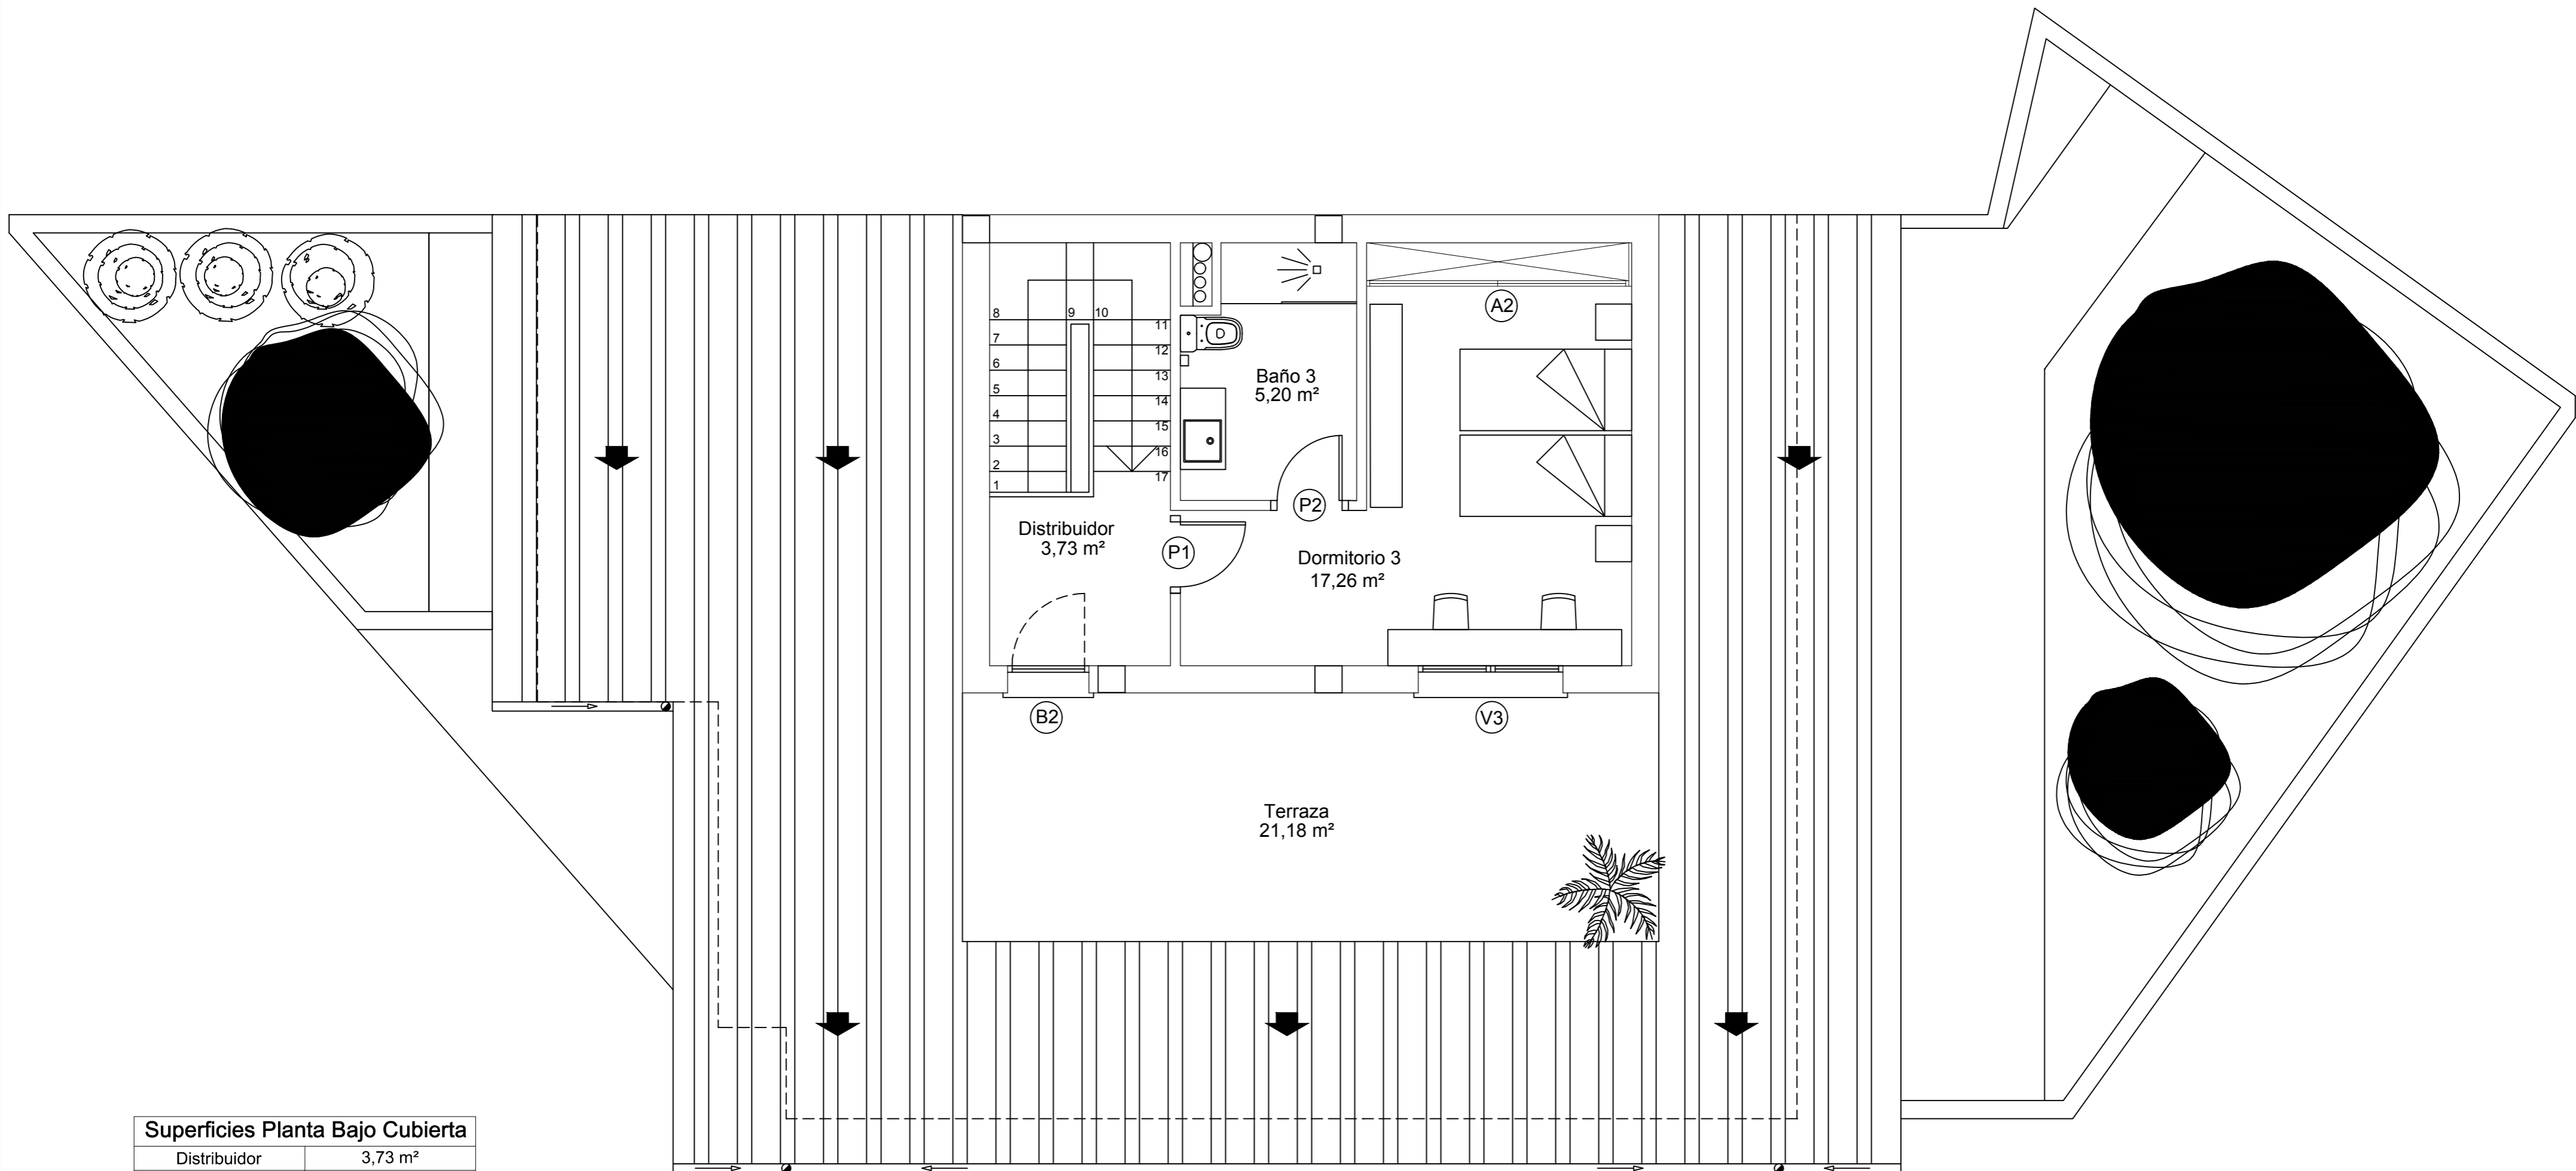 8
9
10
11
7
12
6
13
5
14
4
15
3
16
2
17
1
A2
Baño 3
5,20 m²
P2
Distribuidor
3,73 m²
P1
Dormitorio 3
17,26 m²
B2
V3
Terraza
21,18 m²
Superficies Planta Bajo Cubierta
Distribuidor 3,73 m²